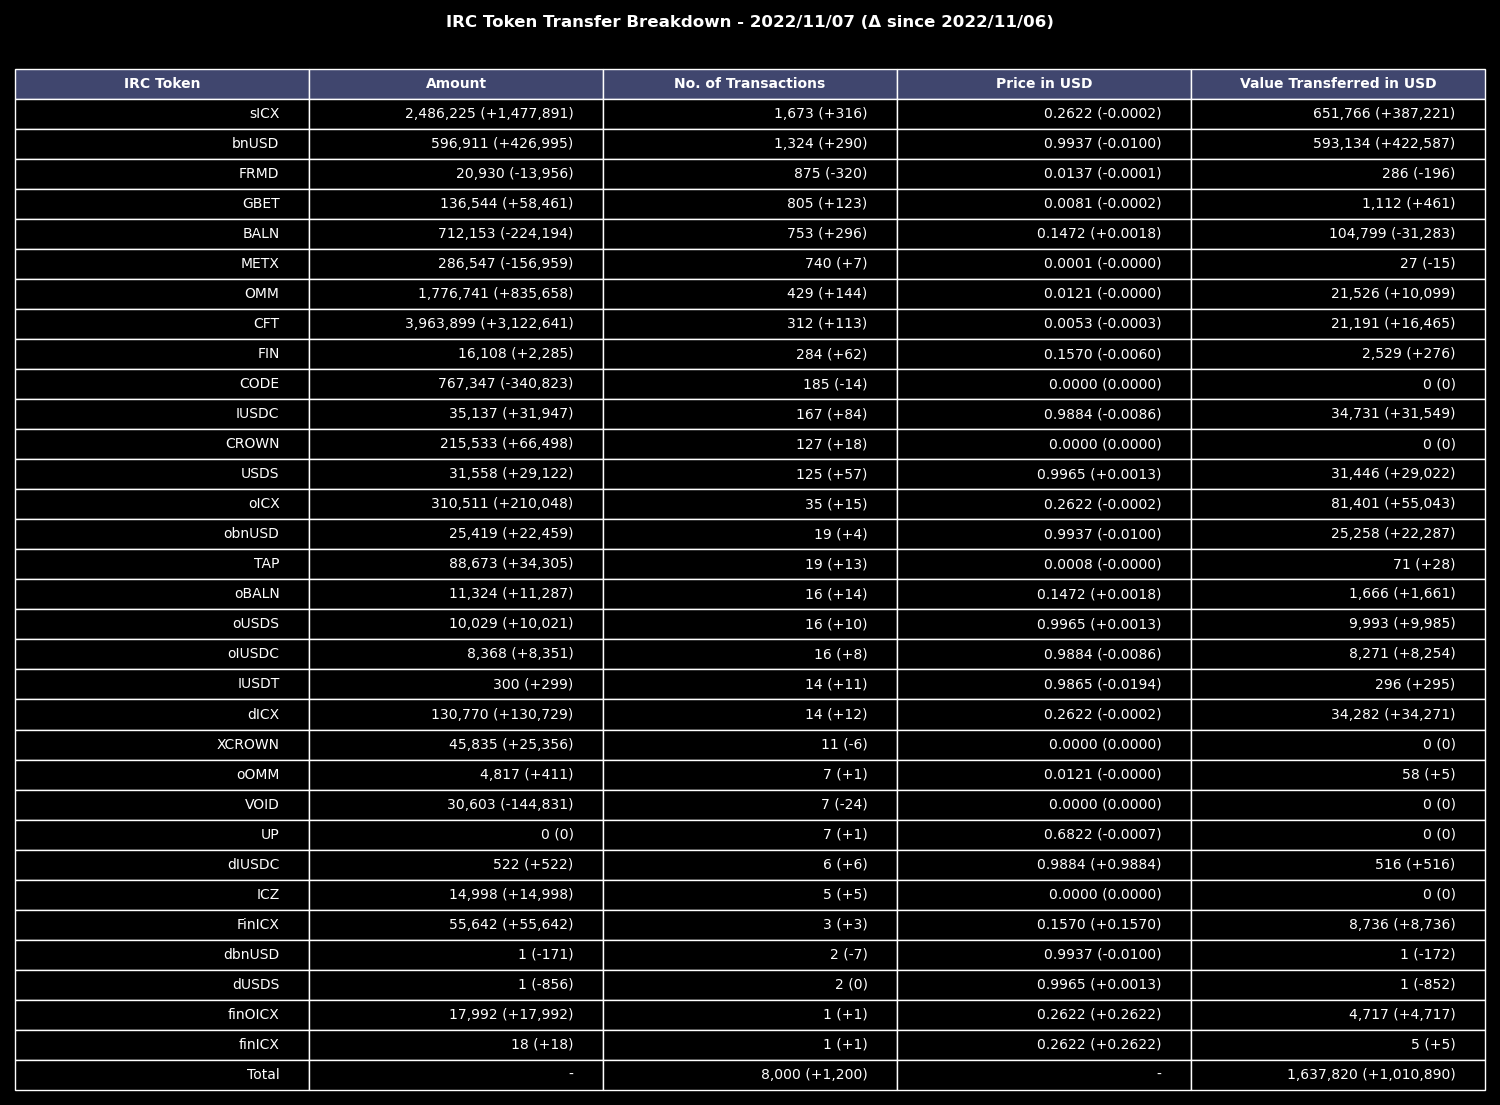 IRC Token Transfer Breakdown - 2022/11/07 (Δ since 2022/11/06)
IRC Token Amount No. of Transactions Price in USD Value Transferred in USD
sICX 2,486,225 (+1,477,891) 1,673 (+316) 0.2622 (-0.0002) 651,766 (+387,221)
bnUSD 596,911 (+426,995) 1,324 (+290) 0.9937 (-0.0100) 593,134 (+422,587)
FRMD 20,930 (-13,956) 875 (-320) 0.0137 (-0.0001) 286 (-196)
GBET 136,544 (+58,461) 805 (+123) 0.0081 (-0.0002) 1,112 (+461)
BALN 712,153 (-224,194) 753 (+296) 0.1472 (+0.0018) 104,799 (-31,283)
METX 286,547 (-156,959) 740 (+7) 0.0001 (-0.0000) 27 (-15)
OMM 1,776,741 (+835,658) 429 (+144) 0.0121 (-0.0000) 21,526 (+10,099)
CFT 3,963,899 (+3,122,641) 312 (+113) 0.0053 (-0.0003) 21,191 (+16,465)
FIN 16,108 (+2,285) 284 (+62) 0.1570 (-0.0060) 2,529 (+276)
CODE 767,347 (-340,823) 185 (-14) 0.0000 (0.0000) 0 (0)
IUSDC 35,137 (+31,947) 167 (+84) 0.9884 (-0.0086) 34,731 (+31,549)
CROWN 215,533 (+66,498) 127 (+18) 0.0000 (0.0000) 0 (0)
USDS 31,558 (+29,122) 125 (+57) 0.9965 (+0.0013) 31,446 (+29,022)
oICX 310,511 (+210,048) 35 (+15) 0.2622 (-0.0002) 81,401 (+55,043)
obnUSD 25,419 (+22,459) 19 (+4) 0.9937 (-0.0100) 25,258 (+22,287)
TAP 88,673 (+34,305) 19 (+13) 0.0008 (-0.0000) 71 (+28)
oBALN 11,324 (+11,287) 16 (+14) 0.1472 (+0.0018) 1,666 (+1,661)
oUSDS 10,029 (+10,021) 16 (+10) 0.9965 (+0.0013) 9,993 (+9,985)
oIUSDC 8,368 (+8,351) 16 (+8) 0.9884 (-0.0086) 8,271 (+8,254)
IUSDT 300 (+299) 14 (+11) 0.9865 (-0.0194) 296 (+295)
dICX 130,770 (+130,729) 14 (+12) 0.2622 (-0.0002) 34,282 (+34,271)
XCROWN 45,835 (+25,356) 11 (-6) 0.0000 (0.0000) 0 (0)
oOMM 4,817 (+411) 7 (+1) 0.0121 (-0.0000) 58 (+5)
VOID 30,603 (-144,831) 7 (-24) 0.0000 (0.0000) 0 (0)
UP 0 (0) 7 (+1) 0.6822 (-0.0007) 0 (0)
dIUSDC 522 (+522) 6 (+6) 0.9884 (+0.9884) 516 (+516)
ICZ 14,998 (+14,998) 5 (+5) 0.0000 (0.0000) 0 (0)
FinICX 55,642 (+55,642) 3 (+3) 0.1570 (+0.1570) 8,736 (+8,736)
dbnUSD 1 (-171) 2 (-7) 0.9937 (-0.0100) 1 (-172)
dUSDS 1 (-856) 2 (0) 0.9965 (+0.0013) 1 (-852)
finOICX 17,992 (+17,992) 1 (+1) 0.2622 (+0.2622) 4,717 (+4,717)
finICX 18 (+18) 1 (+1) 0.2622 (+0.2622) 5 (+5)
Total - 8,000 (+1,200) - 1,637,820 (+1,010,890)